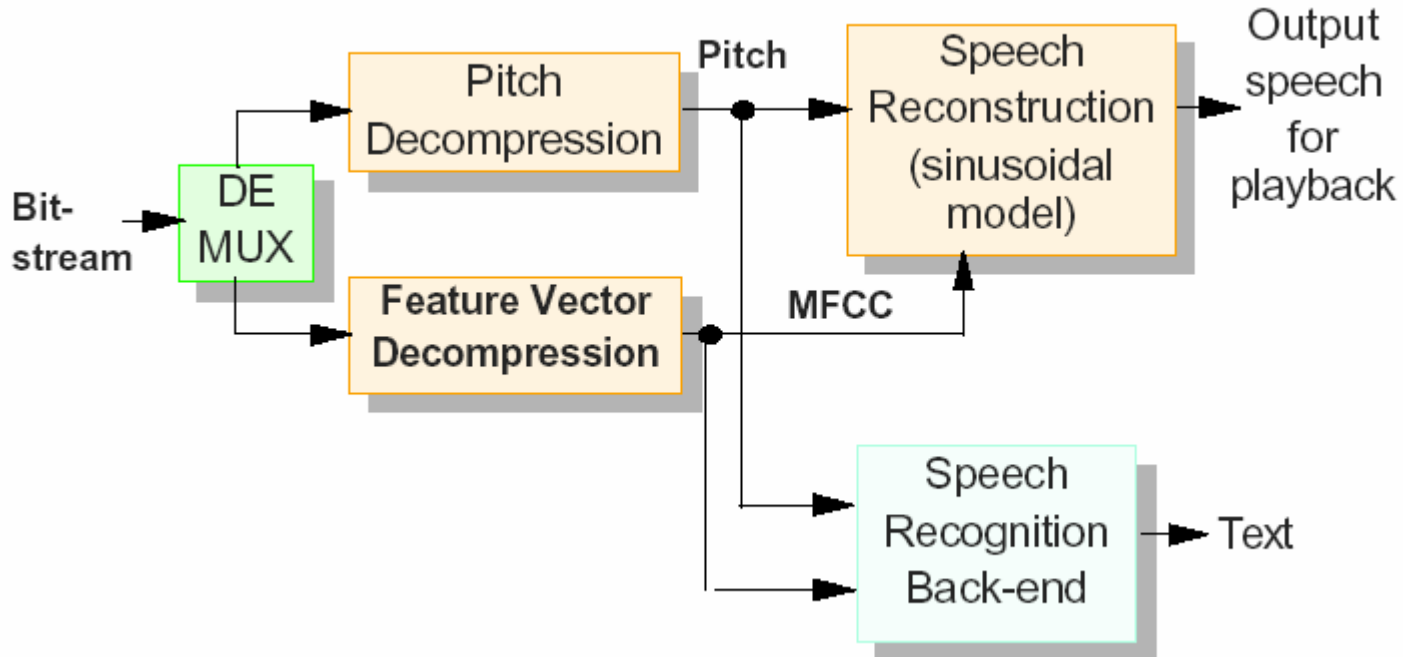 Bit-
stream
DE
MUX
Pitch
Decompression
Feature Vector
Decompression
Pitch
MFCC
Speech
Reconstruction
(sinusoidal
model)
Output
speech
for
playback
Speech
Recognition
Back-end
Text